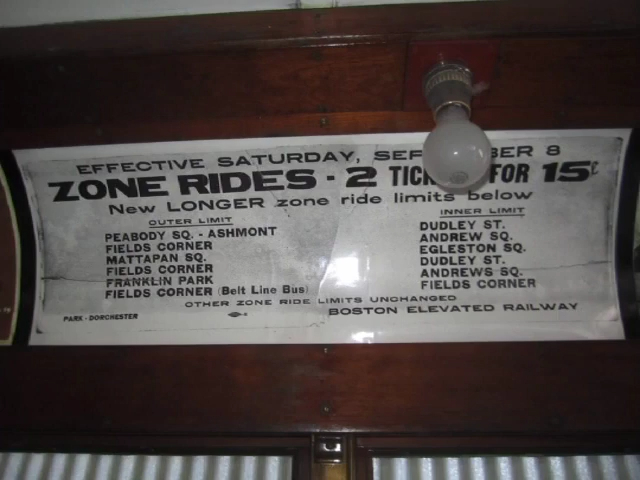 EFFECTIVE SATURDAY, SEP BER 8
ZONE RIDES - 2 TIC FOR 15¢
New LONGER zone ride limits below
OUTER LIMIT INNER LIMIT
PEABODY SQ. - ASHMONT DUDLEY ST.
FIELDS CORNER ANDREW SQ.
MATTAPAN SQ. EGLESTON SQ.
FIELDS CORNER DUDLEY ST.
FRANKLIN PARK ANDREWS SQ.
FIELDS CORNER (Belt Line Bus) FIELDS CORNER
OTHER ZONE RIDE LIMITS UNCHANGED
PARK - DORCHESTER BOSTON ELEVATED RAILWAY